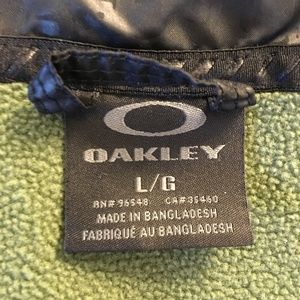 OAKLEY
L/G
RN# 96548 CA# 35460
MADE IN BANGLADESH
FABRIQUÉ AU BANGLADESH